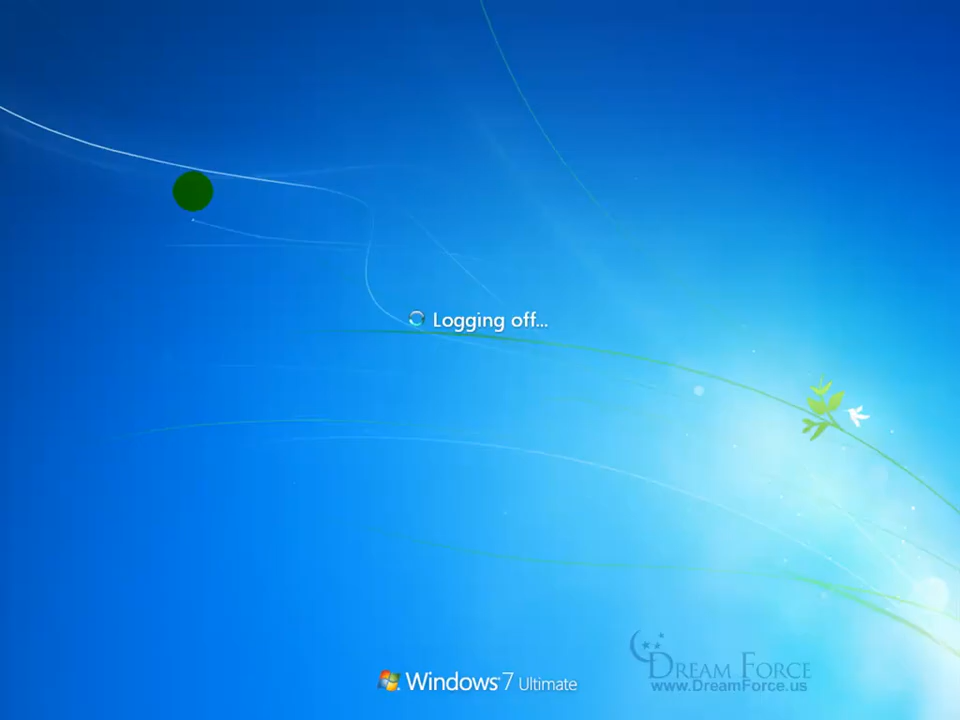 Logging off...
Windows 7 Ultimate
DREAM FORCE
www.DreamForce.us